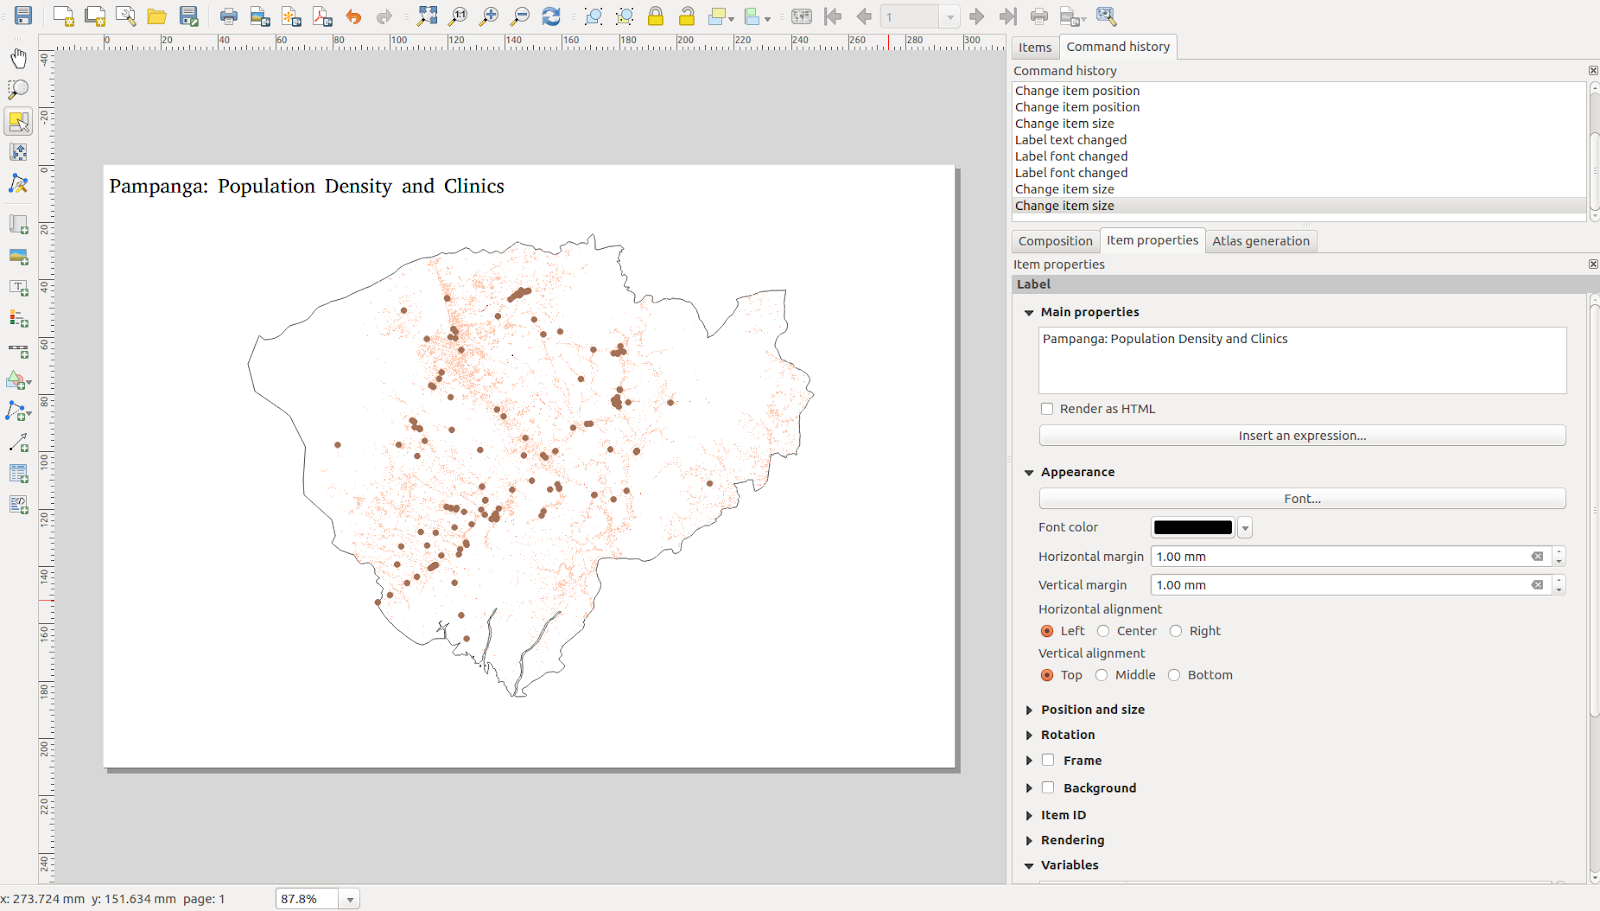 1:1
1
0 20 40 60 80 100 120 140 160 180 200 220 240 260 280 300
-40
-20
0
20
40
60
80
100
120
140
160
180
200
220
240
Pampanga: Population Density and Clinics
Items
Command history
Command history
Change item position
Change item position
Change item size
Label text changed
Label font changed
Label font changed
Change item size
Change item size
Composition
Item properties
Atlas generation
Item properties
Label
Main properties
Pampanga: Population Density and Clinics
Render as HTML
Insert an expression...
Appearance
Font...
Font color
Horizontal margin 1.00 mm
Vertical margin 1.00 mm
Horizontal alignment
Left Center Right
Vertical alignment
Top Middle Bottom
Position and size
Rotation
Frame
Background
Item ID
Rendering
Variables
x: 273.724 mm y: 151.634 mm page: 1
87.8%